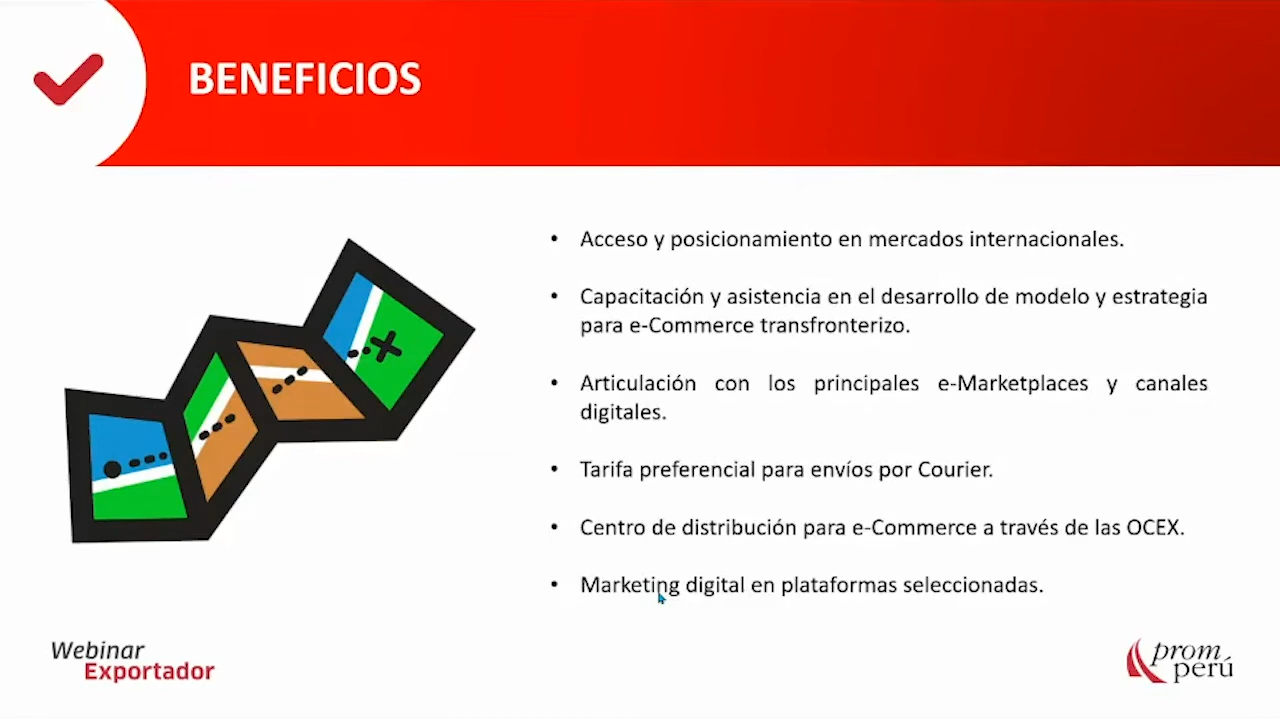 BENEFICIOS
• Acceso y posicionamiento en mercados internacionales.
• Capacitación y asistencia en el desarrollo de modelo y estrategia
para e-Commerce transfronterizo.
• Articulación con los principales e-Marketplaces y canales
digitales.
• Tarifa preferencial para envíos por Courier.
• Centro de distribución para e-Commerce a través de las OCEX.
• Marketing digital en plataformas seleccionadas.
Webinar
Exportador
prom
perú